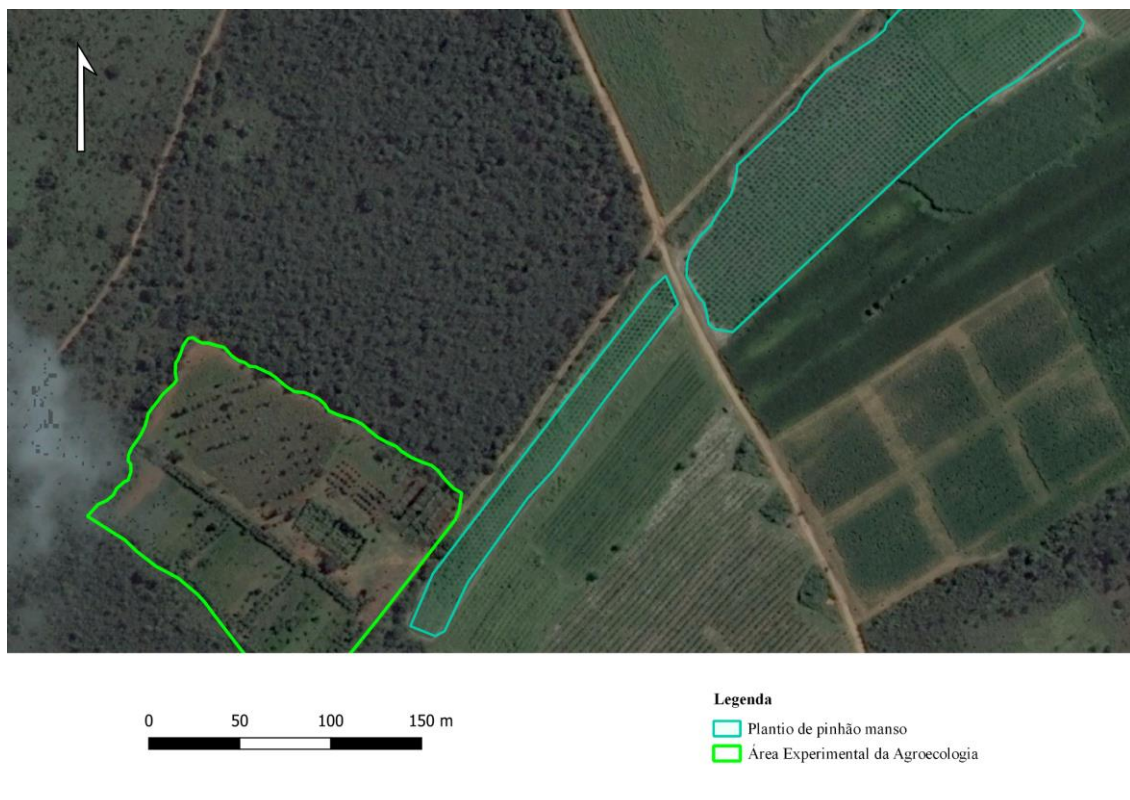 0 50 100 150 m
Legenda
Plantio de pinhão manso
Área Experimental da Agroecologia